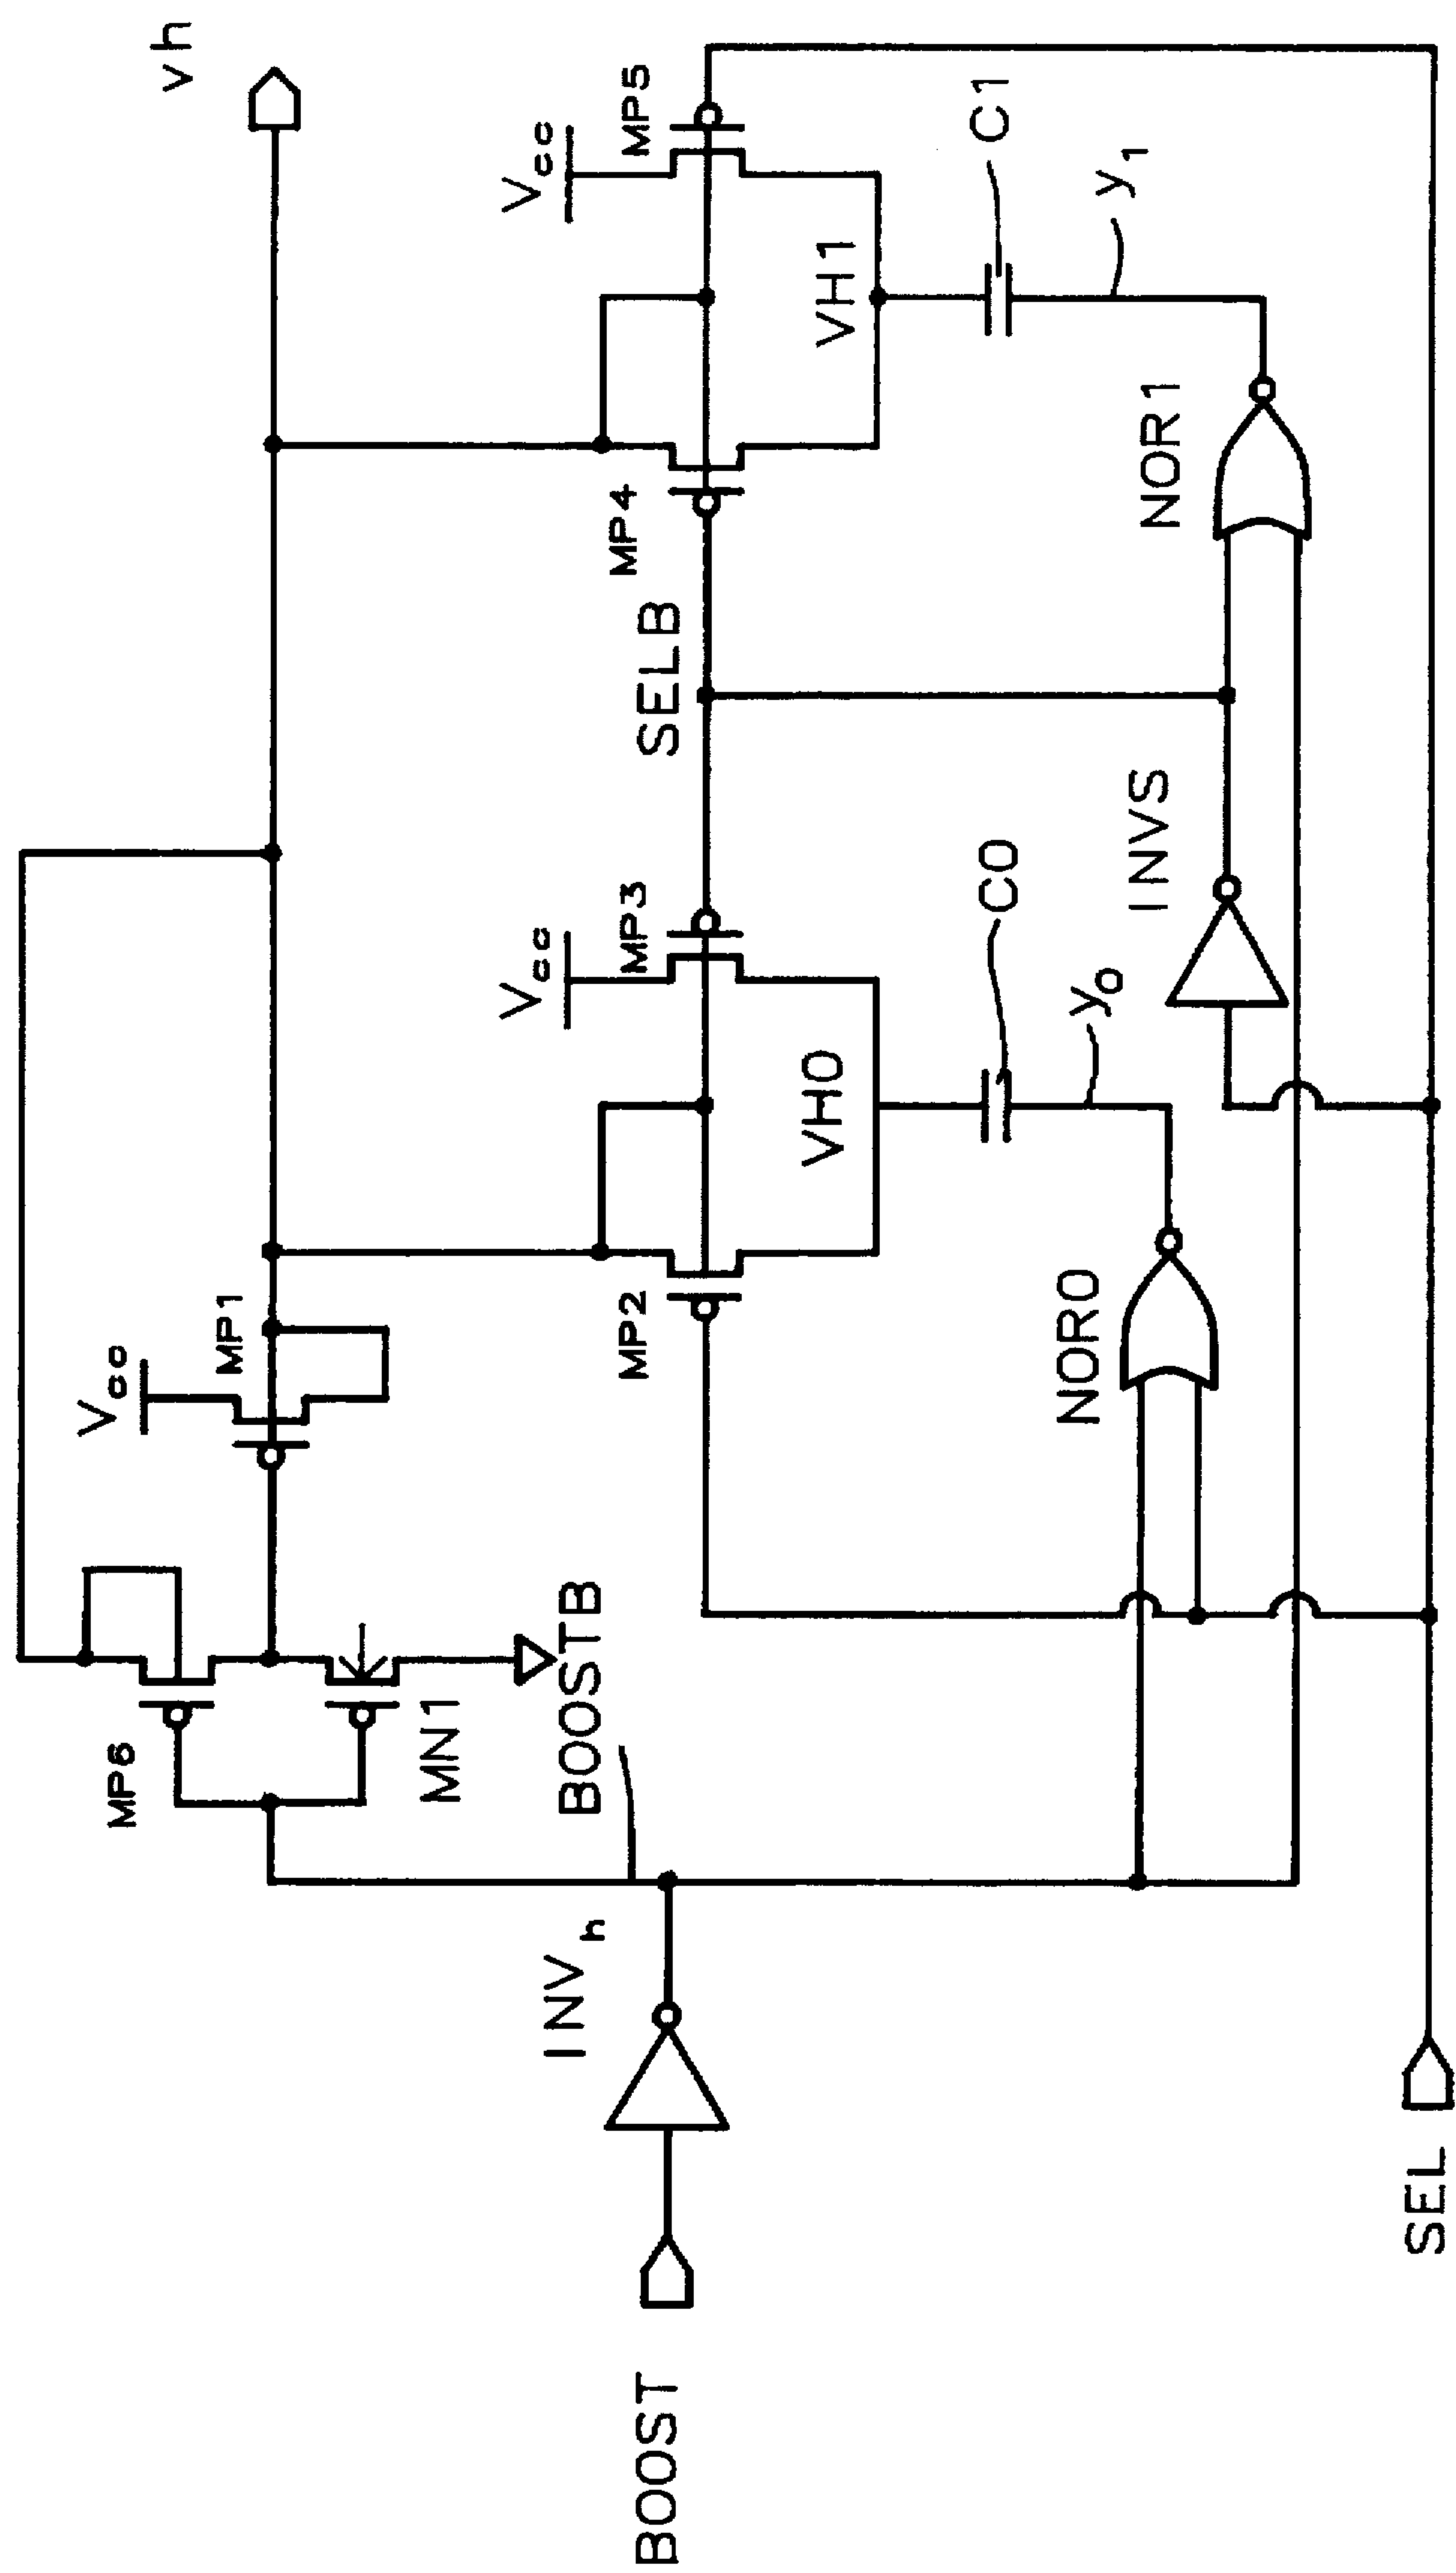 vh
Vcc
MP5
C1
y1
VH1
MP4
NOR1
SELB
INVS
Vcc
MP3
C0
y0
VH0
MP2
NOR0
Vcc
MP1
MP6
MN1
BOOSTB
INVh
BOOST
SEL